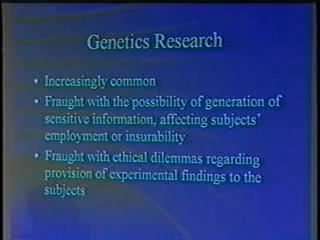 Genetics Research
• Increasingly common
• Fraught with the possibility of generation of
sensitive information, affecting subjects'
employment or insurability
• Fraught with ethical dilemmas regarding
provision of experimental findings to the
subjects